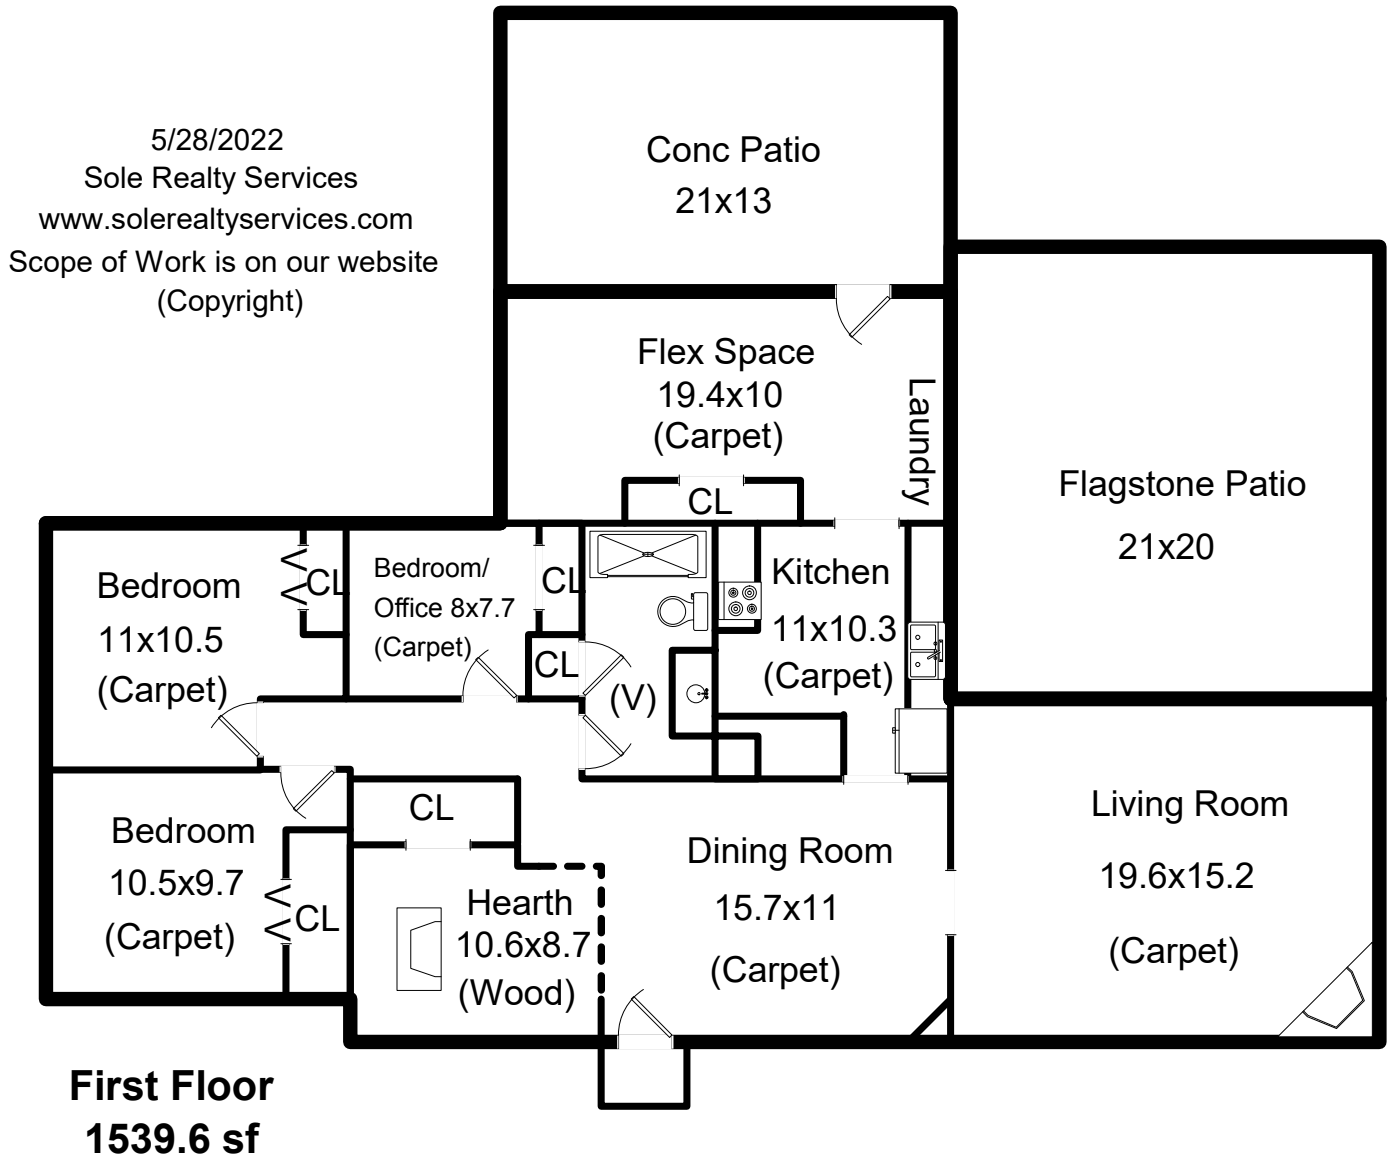 5/28/2022
Sole Realty Services
www.solerealtyservices.com
Scope of Work is on our website
(Copyright)
Conc Patio
21x13
Flex Space
19.4x10
(Carpet)
Laundry
CL
Flagstone Patio
21x20
Bedroom
11x10.5
(Carpet)
CL
Bedroom/
Office 8x7.7
(Carpet)
CL
CL
(V)
Kitchen
11x10.3
(Carpet)
Bedroom
10.5x9.7
(Carpet)
CL
CL
Hearth
10.6x8.7
(Wood)
Dining Room
15.7x11
(Carpet)
Living Room
19.6x15.2
(Carpet)
First Floor
1539.6 sf